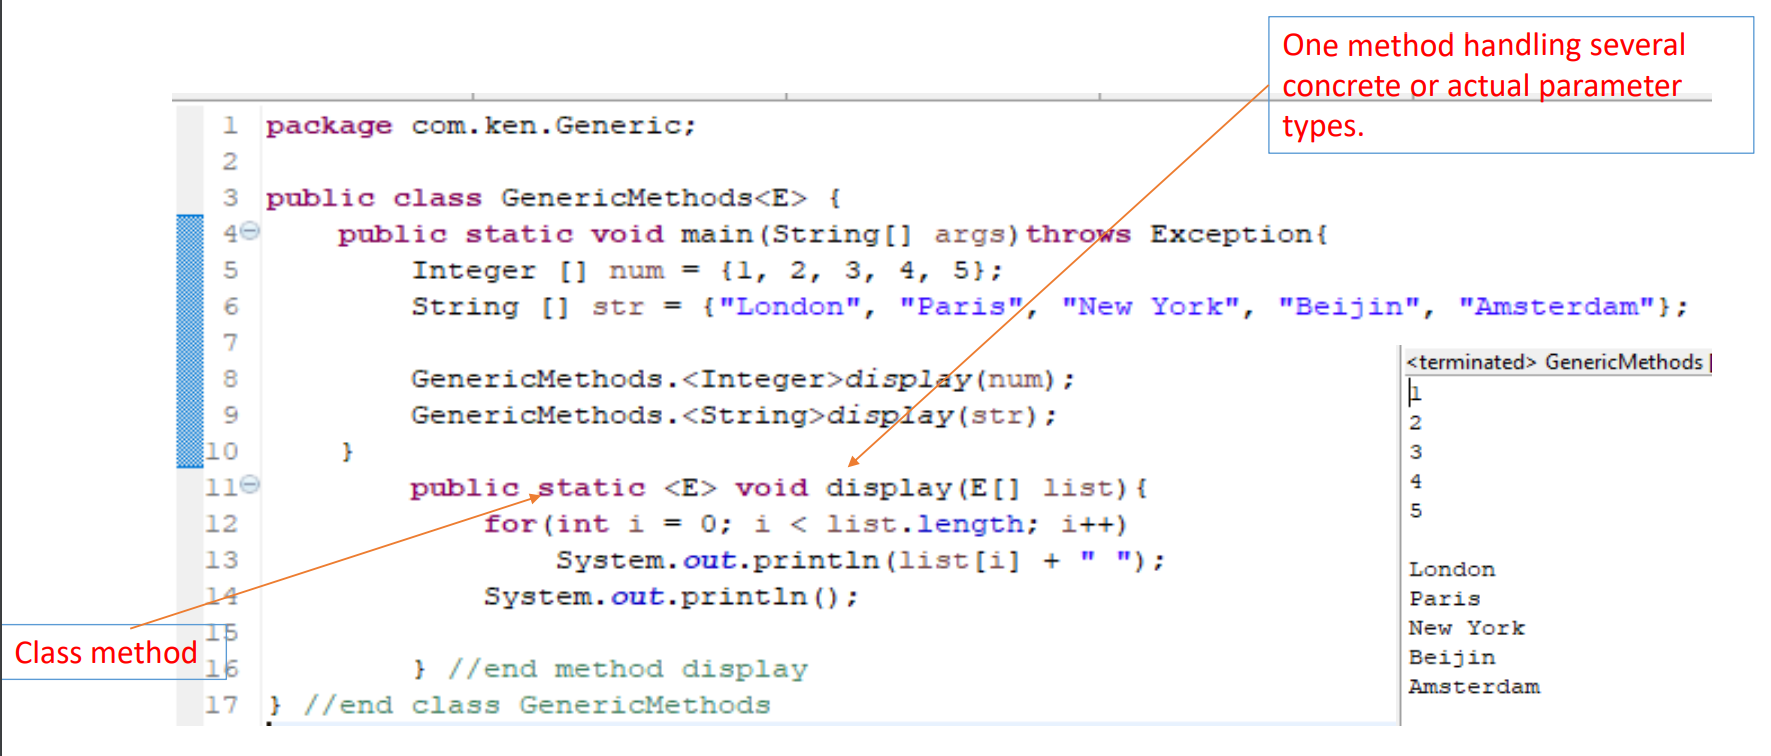 One method handling several
concrete or actual parameter
types.
1 package com.ken.Generic;
2
3 public class GenericMethods<E> {
4 public static void main(String[] args)throws Exception{
5 Integer [] num = {1, 2, 3, 4, 5};
6 String [] str = {"London", "Paris", "New York", "Beijin", "Amsterdam"};
7
8 GenericMethods.<Integer>display(num);
9 GenericMethods.<String>display(str);
10 }
11 public static <E> void display(E[] list){
12 for(int i = 0; i < list.length; i++)
13 System.out.println(list[i] + " ");
14 System.out.println();
15
16 } //end method display
17 } //end class GenericMethods
Class method
<terminated> GenericMethods [
1
2
3
4
5
London
Paris
New York
Beijin
Amsterdam